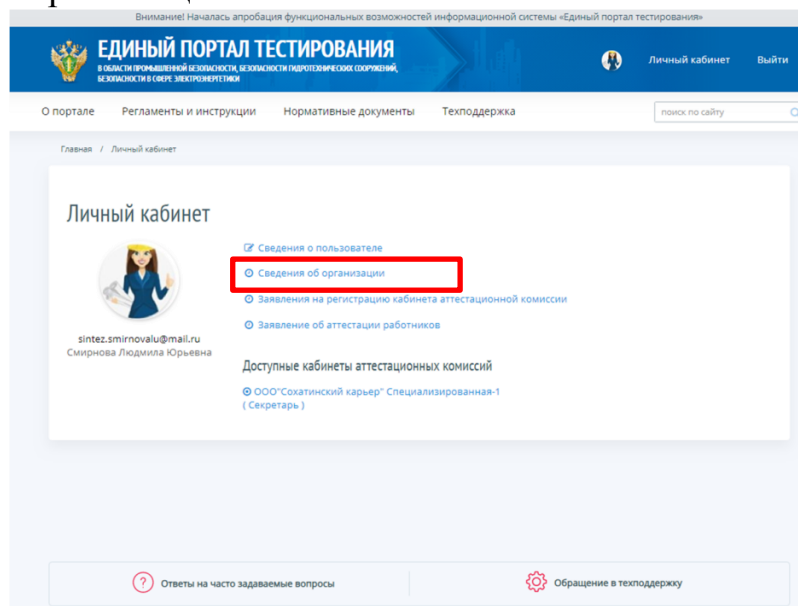 Внимание! Началась апробация функциональных возможностей информационной системы «Единый портал тестирования»
ЕДИНЫЙ ПОРТАЛ ТЕСТИРОВАНИЯ
В ОБЛАСТИ ПРОМЫШЛЕННОЙ БЕЗОПАСНОСТИ, БЕЗОПАСНОСТИ ГИДРОТЕХНИЧЕСКИХ СООРУЖЕНИЙ,
БЕЗОПАСНОСТИ В СФЕРЕ ЭЛЕКТРОЭНЕРГЕТИКИ
Личный кабинет Выйти
О портале Регламенты и инструкции Нормативные документы Техподдержка поиск по сайту
Главная / Личный кабинет
Личный кабинет
Сведения о пользователе
Сведения об организации
Заявления на регистрацию кабинета аттестационной комиссии
Заявление об аттестации работников
sintez.smirnovalu@mail.ru
Смирнова Людмила Юрьевна
Доступные кабинеты аттестационных комиссий
ООО"Сохатинский карьер" Специализированная-1
( Секретарь )
? Ответы на часто задаваемые вопросы
Обращение в техподдержку